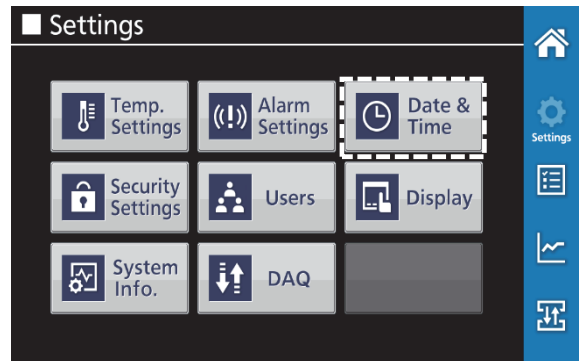 Settings
Temp.
Settings
Alarm
Settings
Date &
Time
Settings
Security
Settings
Users
Display
System
Info.
DAQ